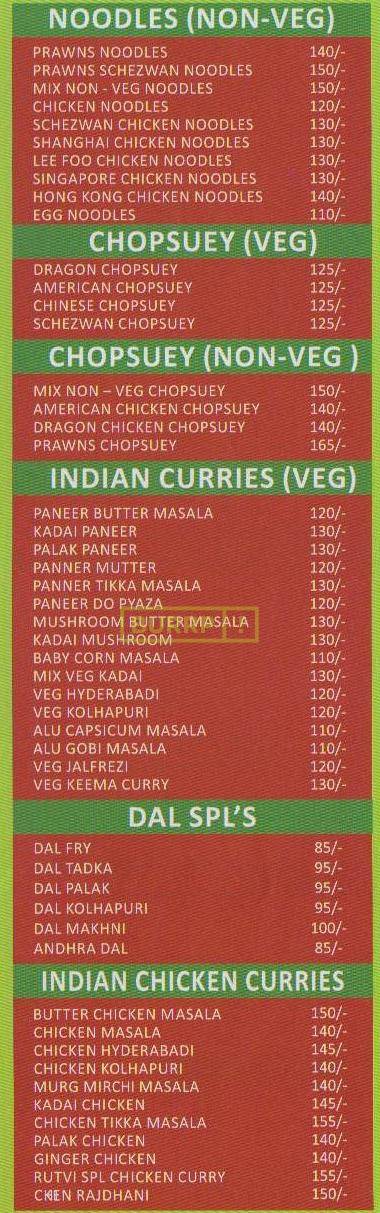 NOODLES (NON-VEG)
PRAWNS NOODLES 140/-
PRAWNS SCHEZWAN NOODLES 150/-
MIX NON - VEG NOODLES 150/-
CHICKEN NOODLES 120/-
SCHEZWAN CHICKEN NOODLES 130/-
SHANGHAI CHICKEN NOODLES 130/-
LEE FOO CHICKEN NOODLES 130/-
SINGAPORE CHICKEN NOODLES 130/-
HONG KONG CHICKEN NOODLES 140/-
EGG NOODLES 110/-
CHOPSUEY (VEG)
DRAGON CHOPSUEY 125/-
AMERICAN CHOPSUEY 125/-
CHINESE CHOPSUEY 125/-
SCHEZWAN CHOPSUEY 125/-
CHOPSUEY (NON-VEG )
MIX NON – VEG CHOPSUEY 150/-
AMERICAN CHICKEN CHOPSUEY 140/-
DRAGON CHICKEN CHOPSUEY 140/-
PRAWNS CHOPSUEY 165/-
INDIAN CURRIES (VEG)
PANEER BUTTER MASALA 120/-
KADAI PANEER 130/-
PALAK PANEER 130/-
PANNER MUTTER 120/-
PANNER TIKKA MASALA 130/-
PANEER DO PYAZA 120/-
MUSHROOM BUTTER MASALA 130/-
KADAI MUSHROOM 130/-
BABY CORN MASALA 110/-
MIX VEG KADAI 130/-
VEG HYDERABADI 120/-
VEG KOLHAPURI 120/-
ALU CAPSICUM MASALA 110/-
ALU GOBI MASALA 110/-
VEG JALFREZI 120/-
VEG KEEMA CURRY 130/-
DAL SPL'S
DAL FRY 85/-
DAL TADKA 95/-
DAL PALAK 95/-
DAL KOLHAPURI 95/-
DAL MAKHNI 100/-
ANDHRA DAL 85/-
INDIAN CHICKEN CURRIES
BUTTER CHICKEN MASALA 150/-
CHICKEN MASALA 140/-
CHICKEN HYDERABADI 145/-
CHICKEN KOLHAPURI 140/-
MURG MIRCHI MASALA 140/-
KADAI CHICKEN 145/-
CHICKEN TIKKA MASALA 155/-
PALAK CHICKEN 140/-
GINGER CHICKEN 140/-
RUTVI SPL CHICKEN CURRY 155/-
RAJDHANI 150/-